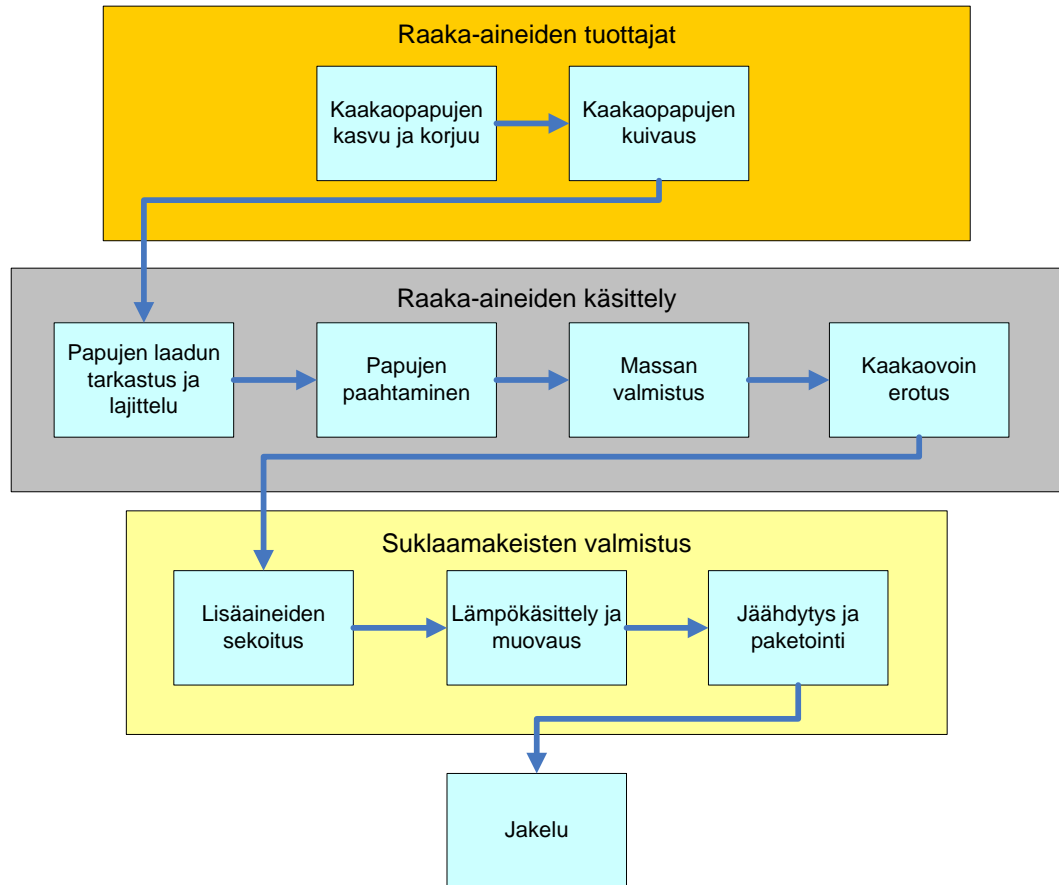 Raaka-aineiden tuottajat
Kaakaopapujen
kasvu ja korjuu
Kaakaopapujen
kuivaus
Raaka-aineiden käsittely
Papujen laadun
tarkastus ja
lajittelu
Papujen
paahtaminen
Massan
valmistus
Kaakaovoin
erotus
Suklaamakeisten valmistus
Lisäaineiden
sekoitus
Lämpökäsittely ja
muovaus
Jäähdytys ja
paketointi
Jakelu